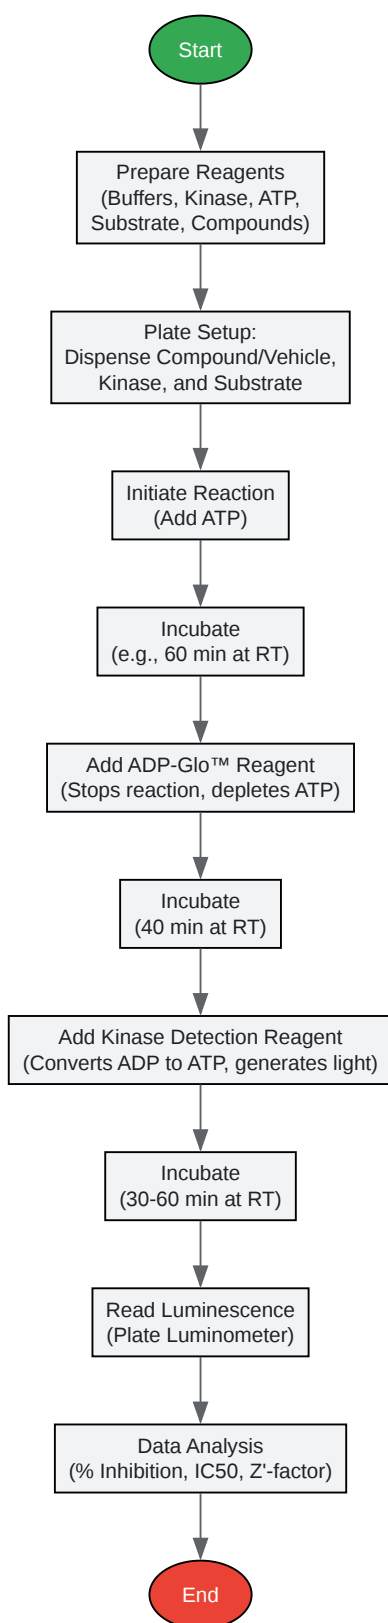 Start
Prepare Reagents
(Buffers, Kinase, ATP,
Substrate, Compounds)
Plate Setup:
Dispense Compound/Vehicle,
Kinase, and Substrate
Initiate Reaction
(Add ATP)
Incubate
(e.g., 60 min at RT)
Add ADP-Glo™ Reagent
(Stops reaction, depletes ATP)
Incubate
(40 min at RT)
Add Kinase Detection Reagent
(Converts ADP to ATP, generates light)
Incubate
(30-60 min at RT)
Read Luminescence
(Plate Luminometer)
Data Analysis
(% Inhibition, IC50, Z'-factor)
End